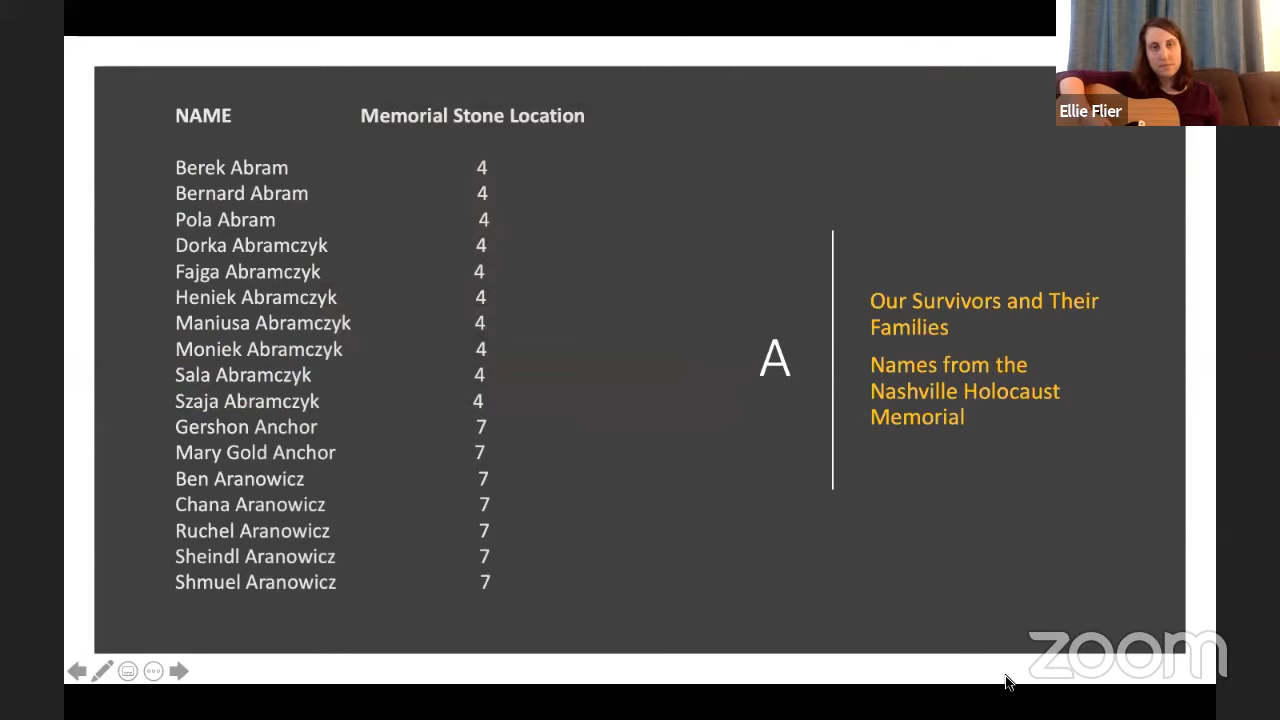 NAME Memorial Stone Location
Berek Abram 4
Bernard Abram 4
Pola Abram 4
Dorka Abramczyk 4
Fajga Abramczyk 4
Heniek Abramczyk 4
Maniusa Abramczyk 4
Moniek Abramczyk 4
Sala Abramczyk 4
Szaja Abramczyk 4
Gershon Anchor 7
Mary Gold Anchor 7
Ben Aranowicz 7
Chana Aranowicz 7
Ruchel Aranowicz 7
Sheindl Aranowicz 7
Shmuel Aranowicz 7
A
Our Survivors and Their
Families
Names from the
Nashville Holocaust
Memorial
Ellie Flier
zoom